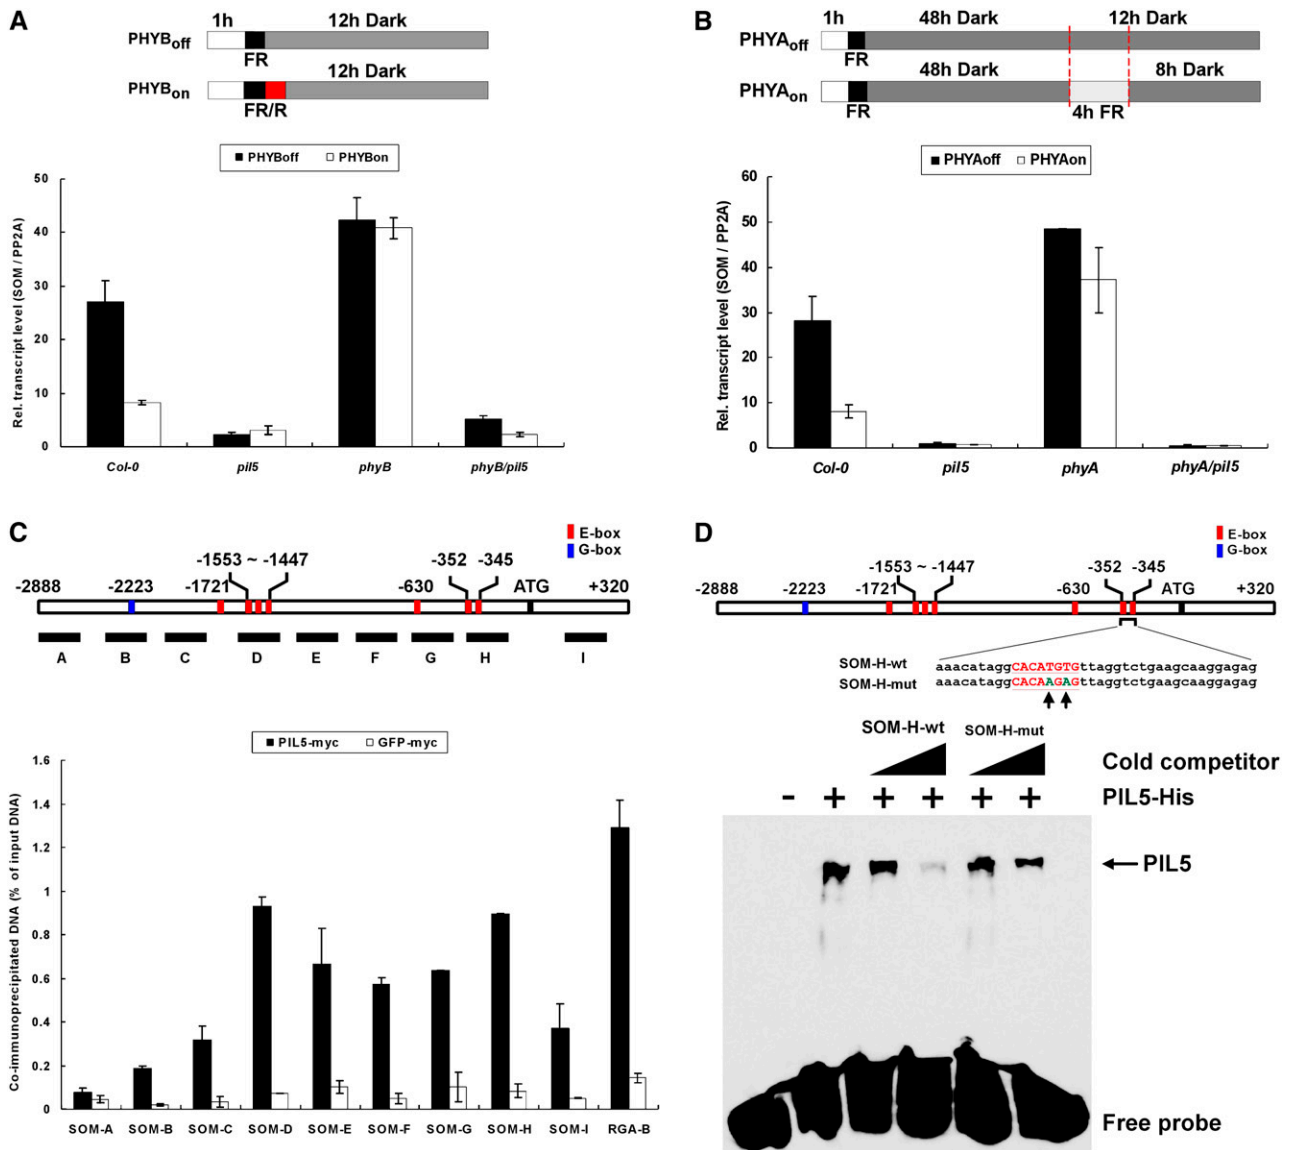 A
1h
12h Dark
PHYBoff
FR
12h Dark
PHYBon
FR/R
PHYBoff
PHYBon
Rel. transcript level (SOM / PP2A)
50
40
30
20
10
0
Col-0
pil5
phyB
phyB/pil5
B
1h
48h Dark
12h Dark
PHYAoff
FR
48h Dark
8h Dark
PHYAon
FR
4h FR
PHYAoff
PHYAon
Rel. transcript level (SOM / PP2A)
60
50
40
30
20
10
0
Col-0
pil5
phyA
phyA/pil5
C
E-box
G-box
-1553 ~ -1447
-352
-345
-2888
-2223
-1721
-630
ATG
+320
A
B
C
D
E
F
G
H
I
PIL5-myc
GFP-myc
Co-immunoprecipitated DNA (% of input DNA)
1.6
1.4
1.2
1
0.8
0.6
0.4
0.2
0
SOM-A
SOM-B
SOM-C
SOM-D
SOM-E
SOM-F
SOM-G
SOM-H
SOM-I
RGA-B
D
E-box
G-box
-1553 ~ -1447
-352
-345
-2888
-2223
-1721
-630
ATG
+320
SOM-H-wt aaacataggCACATGTGttaggtctgaagcaaggagag
SOM-H-mut aaacataggCACAAGAGttaggtctgaagcaaggagag
SOM-H-wt
SOM-H-mut
Cold competitor
- + + + + + PIL5-His
PIL5
Free probe